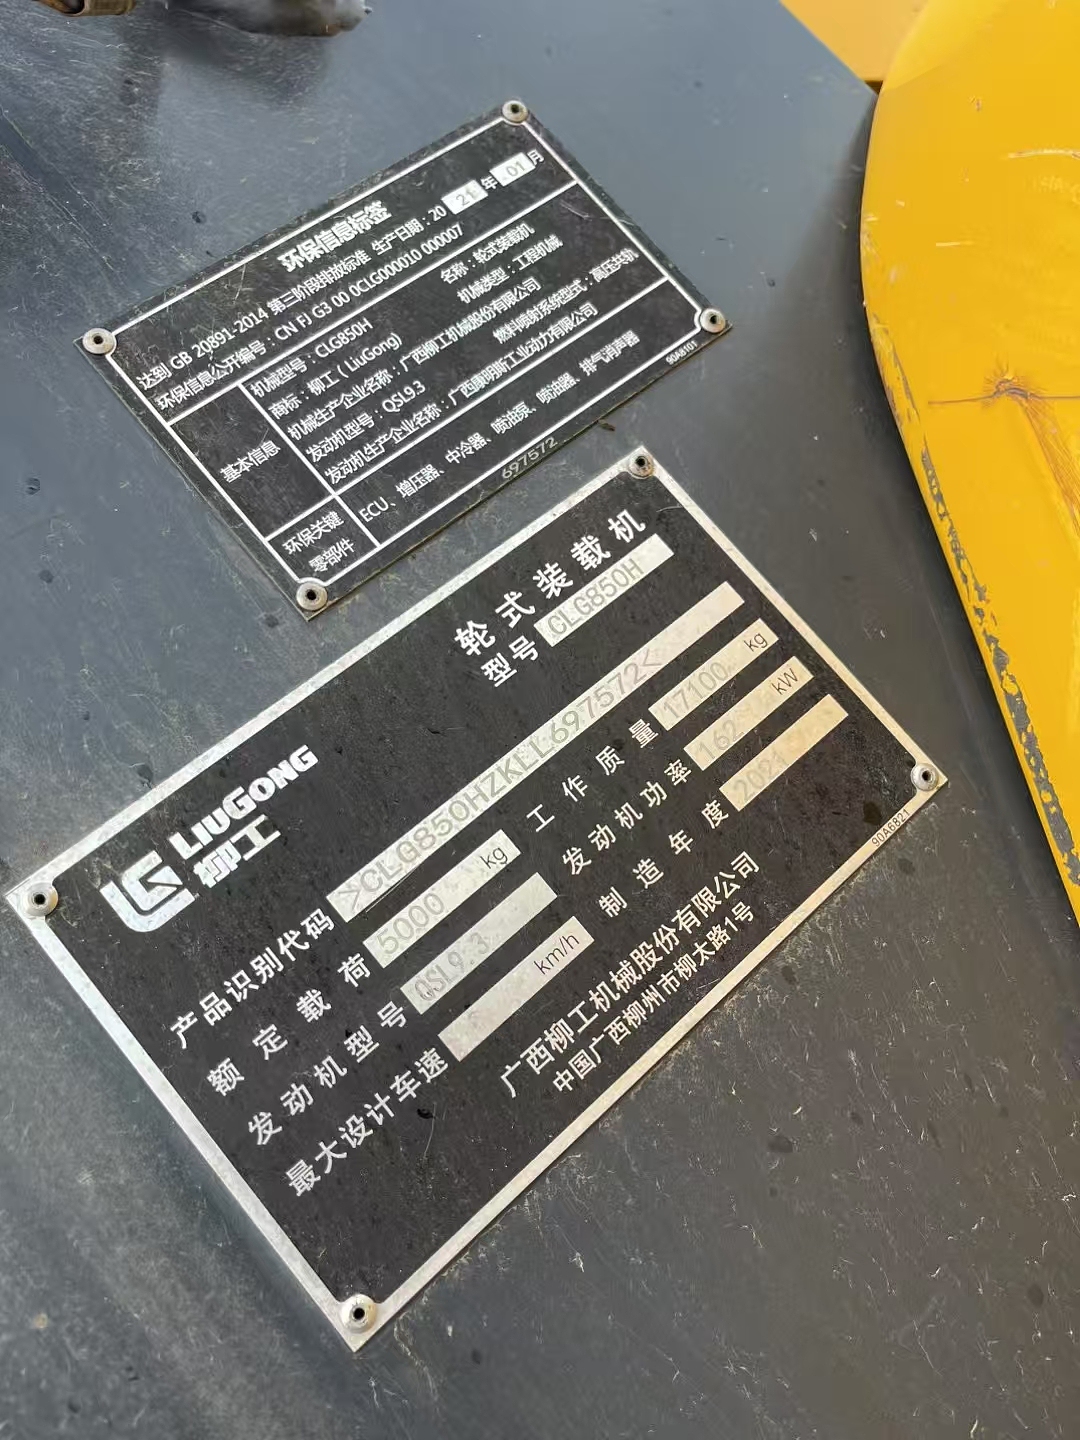 环保信息标签
达到 GB 20891-2014 第三阶段排放标准 生产日期：2021年01月
环保信息公开编号：CN FJ G3 00 0CLG000010 000007
基本信息
机械型号：CLG850H 名称：轮式装载机
商标：柳工（LiuGong） 机械类型：工程机械
机械生产企业名称：广西柳工机械股份有限公司
发动机型号：QSL9.3 燃料喷射系统型式：高压共轨
发动机生产企业名称：广西康明斯工业动力有限公司
环保关键零部件
ECU、增压器、中冷器、喷油泵、喷油器、排气消声器
90A8101
697572
LG LIUGONG
柳工
轮式装载机
型号 CLG850H
产品识别代码 >CLG850HZKLL697572<
额定载荷 5000 kg 工作质量 17100 kg
发动机型号 QSL9.3 发动机功率 162 kW
最大设计车速 km/h 制造年度 2021
广西柳工机械股份有限公司
中国广西柳州市柳太路1号
90A6821